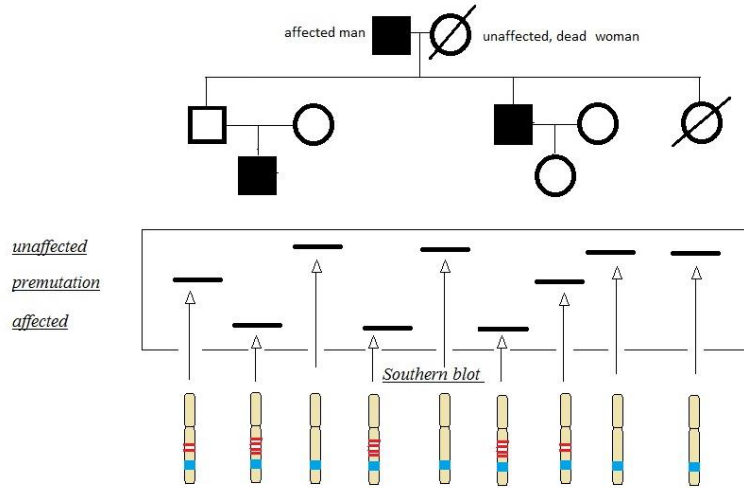 affected man
unaffected, dead woman
unaffected
premutation
affected
Southern blot